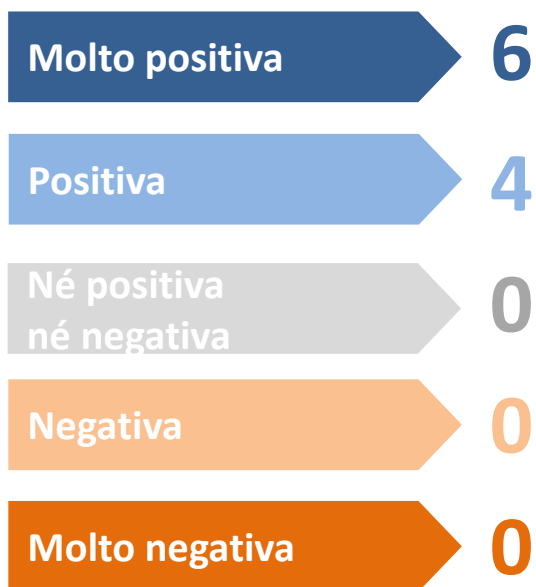 Molto positiva 6
Positiva 4
Né positiva
né negativa 0
Negativa 0
Molto negativa 0